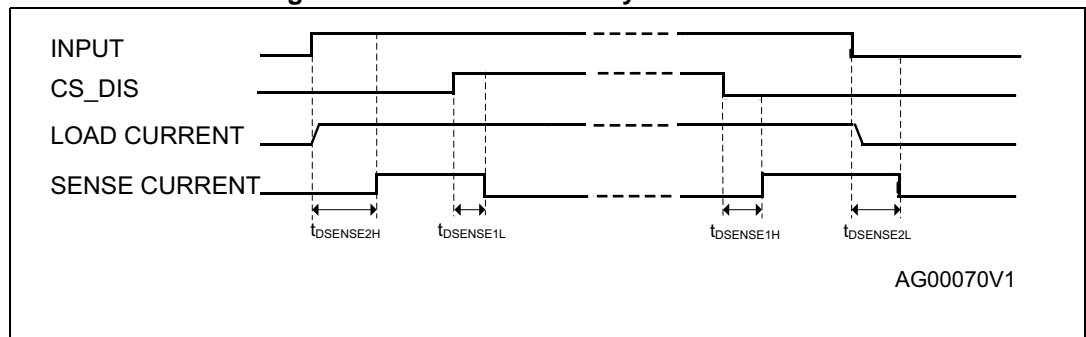 INPUT
CS_DIS
LOAD CURRENT
SENSE CURRENT
tDSENSE2H tDSENSE1L tDSENSE1H tDSENSE2L
AG00070V1